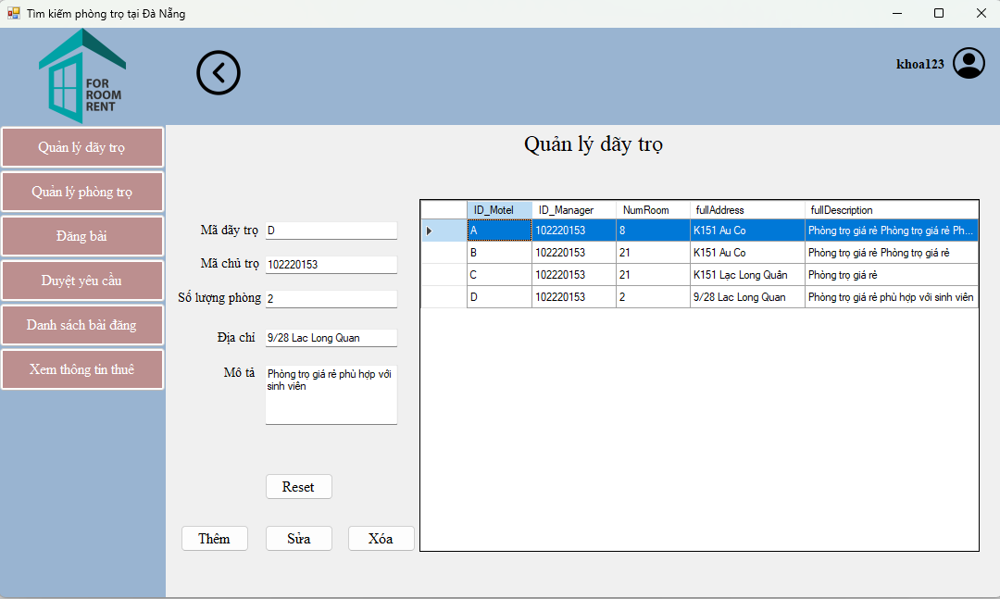 Tìm kiếm phòng trọ tại Đà Nẵng
FOR
ROOM
RENT
khoa123
Quản lý dãy trọ
Quản lý phòng trọ
Đăng bài
Duyệt yêu cầu
Danh sách bài đăng
Xem thông tin thuê
Quản lý dãy trọ
Mã dãy trọ D
Mã chủ trọ 102220153
Số lượng phòng 2
Địa chỉ 9/28 Lac Long Quan
Mô tả Phòng trọ giá rẻ phù hợp với
sinh viên
Reset
Thêm Sửa Xóa
ID_Motel ID_Manager NumRoom fullAddress fullDescription
A 102220153 8 K151 Au Co Phòng trọ giá rẻ Phòng trọ giá rẻ Ph...
B 102220153 21 K151 Au Co Phòng trọ giá rẻ Phòng trọ giá rẻ
C 102220153 21 K151 Lạc Long Quân Phòng trọ giá rẻ
D 102220153 2 9/28 Lac Long Quan Phòng trọ giá rẻ phù hợp với sinh viên